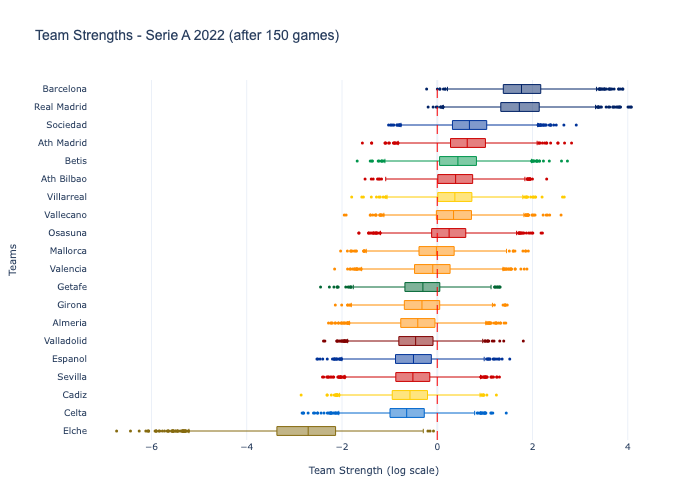 Team Strengths - Serie A 2022 (after 150 games)
Teams
Barcelona
Real Madrid
Sociedad
Ath Madrid
Betis
Ath Bilbao
Villarreal
Vallecano
Osasuna
Mallorca
Valencia
Getafe
Girona
Almeria
Valladolid
Espanol
Sevilla
Cadiz
Celta
Elche
−6 −4 −2 0 2 4
Team Strength (log scale)